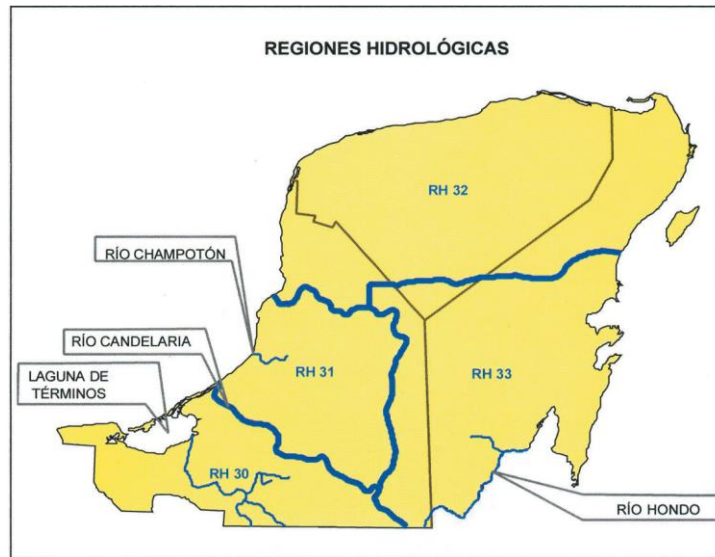 REGIONES HIDROLÓGICAS
RH 32
RÍO CHAMPOTÓN
RÍO CANDELARIA
LAGUNA DE
TÉRMINOS
RH 31
RH 33
RH 30
RÍO HONDO